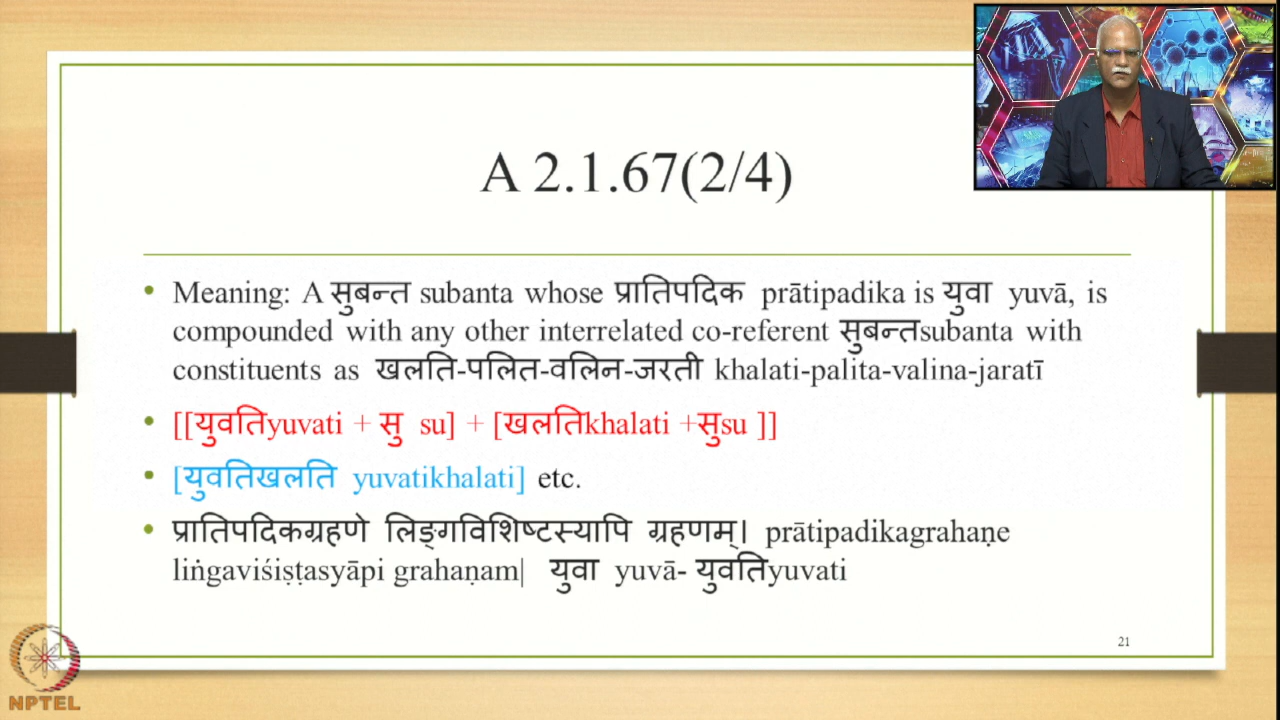 A 2.1.67(2/4)
• Meaning: A सुबन्त subanta whose प्रातिपदिक prātipadika is युवा yuvā, is
compounded with any other interrelated co-referent सुबन्तsubanta with
constituents as खलति-पलित-वलिन-जरती khalati-palita-valina-jaratī
• [[युवतिyuvati + सु su] + [खलतिkhalati +सुsu ]]
• [युवतिखलति yuvatikhalati] etc.
• प्रातिपदिकग्रहणे लिङ्गविशिष्टस्यापि ग्रहणम्। prātipadikagrahaṇe
liṅgaviśiṣṭasyāpi grahaṇam| युवा yuvā- युवतिyuvati
21
NPTEL